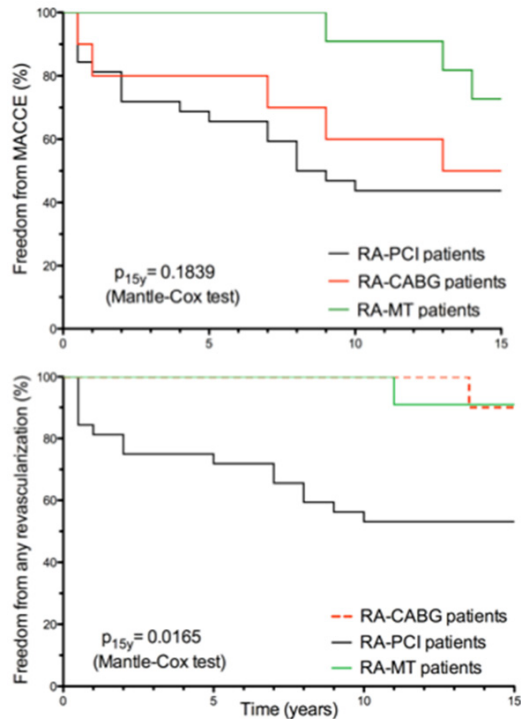 Freedom from MACCE (%)
100
80
60
40
20
0
p15y= 0.1839
(Mantle-Cox test)
RA-PCI patients
RA-CABG patients
RA-MT patients
0 5 10 15
Freedom from any revascularization (%)
100
80
60
40
20
0
p15y= 0.0165
(Mantle-Cox test)
RA-CABG patients
RA-PCI patients
RA-MT patients
0 5 10 15
Time (years)